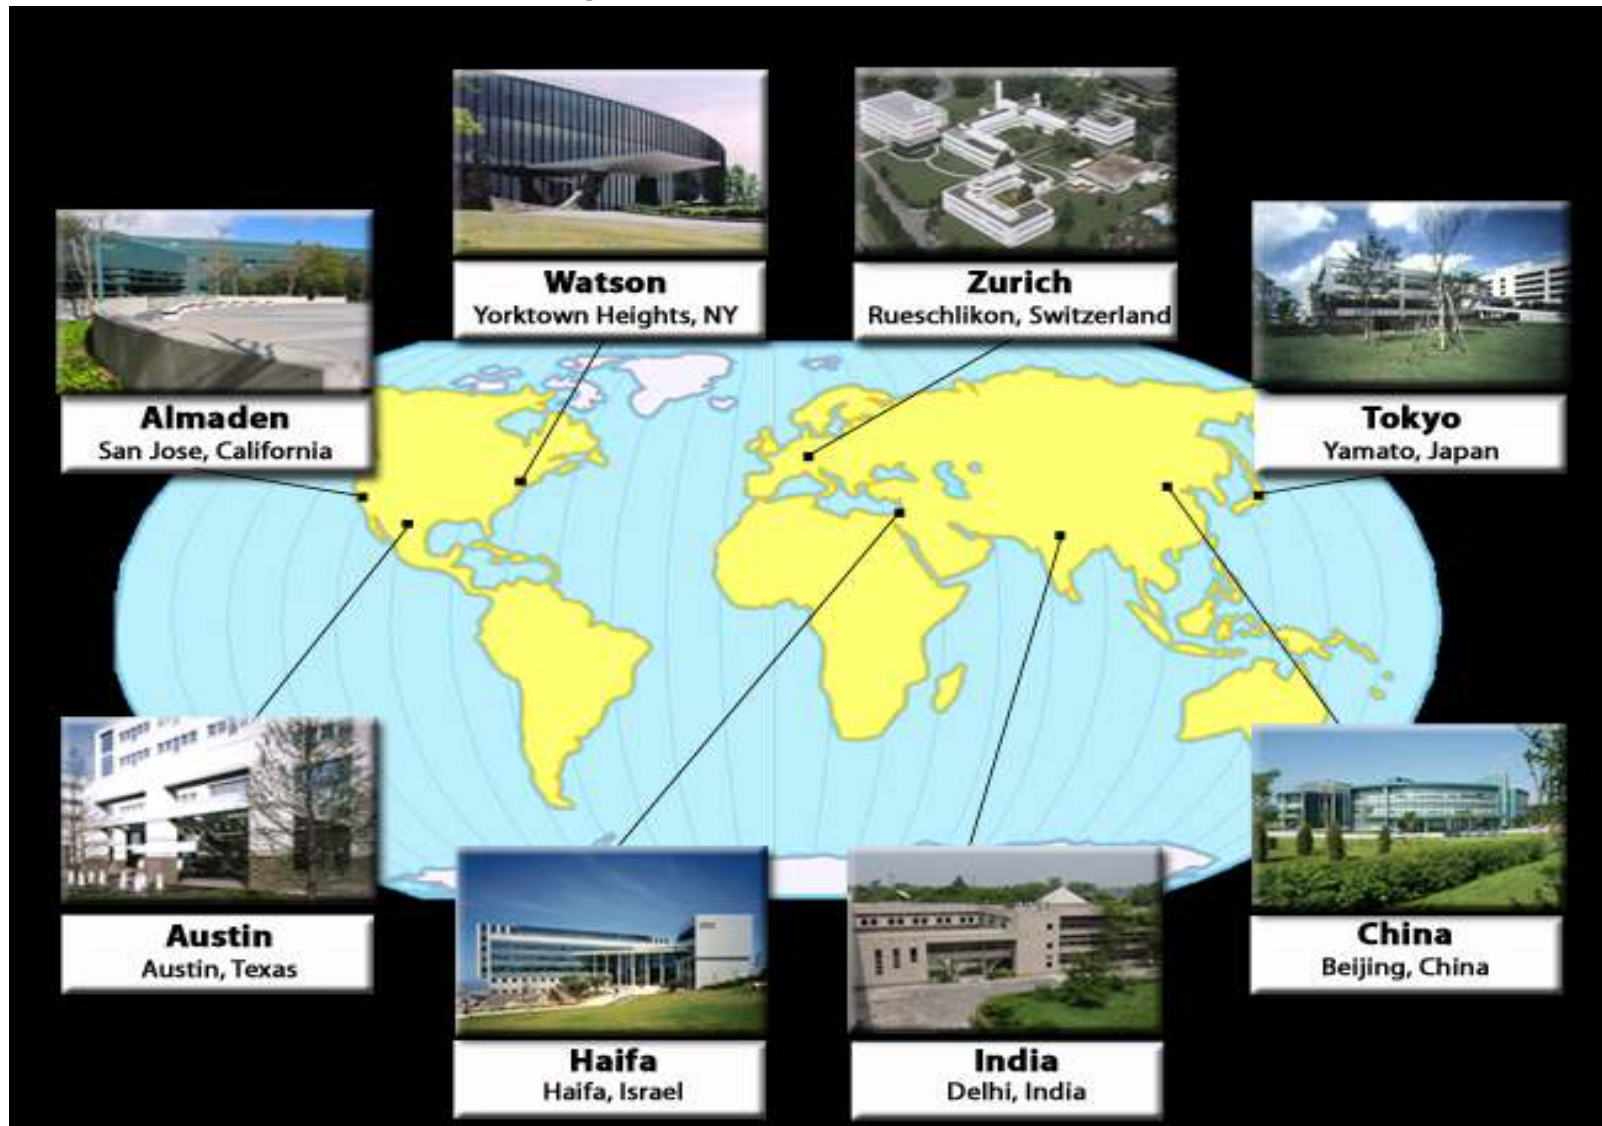 Watson
Yorktown Heights, NY
Zurich
Rueschlikon, Switzerland
Almaden
San Jose, California
Tokyo
Yamato, Japan
Austin
Austin, Texas
China
Beijing, China
Haifa
Haifa, Israel
India
Delhi, India